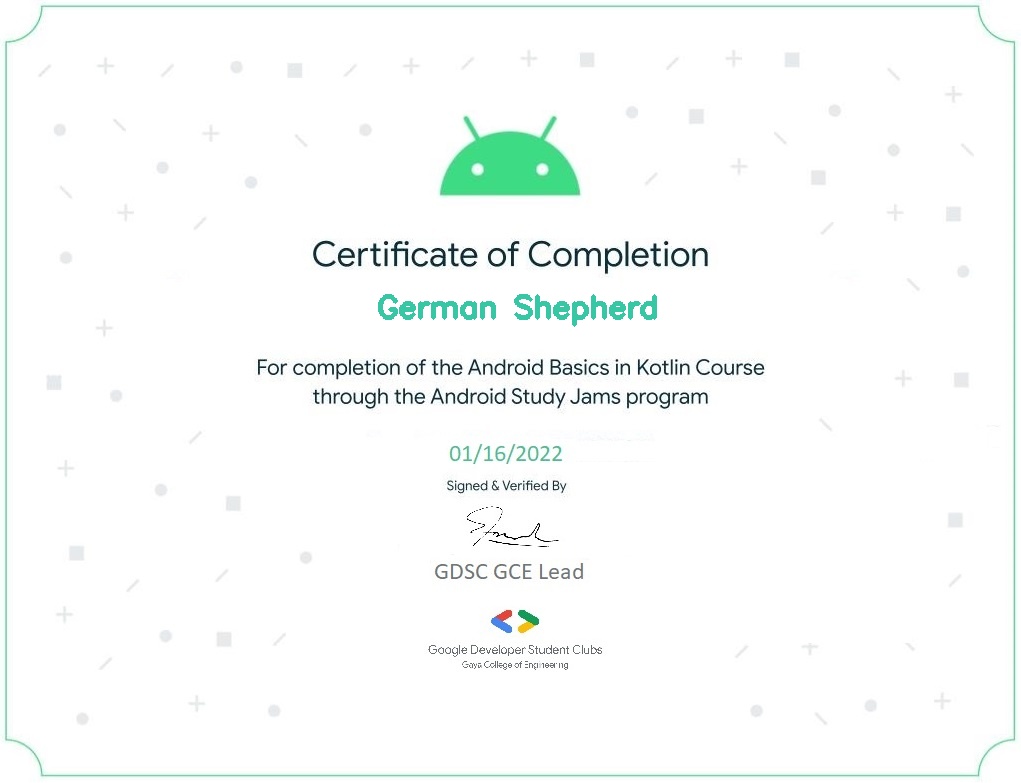 Certificate of Completion
German Shepherd
For completion of the Android Basics in Kotlin Course
through the Android Study Jams program
01/16/2022
Signed & Verified By
GDSC GCE Lead
Google Developer Student Clubs
Gaya College of Engineering